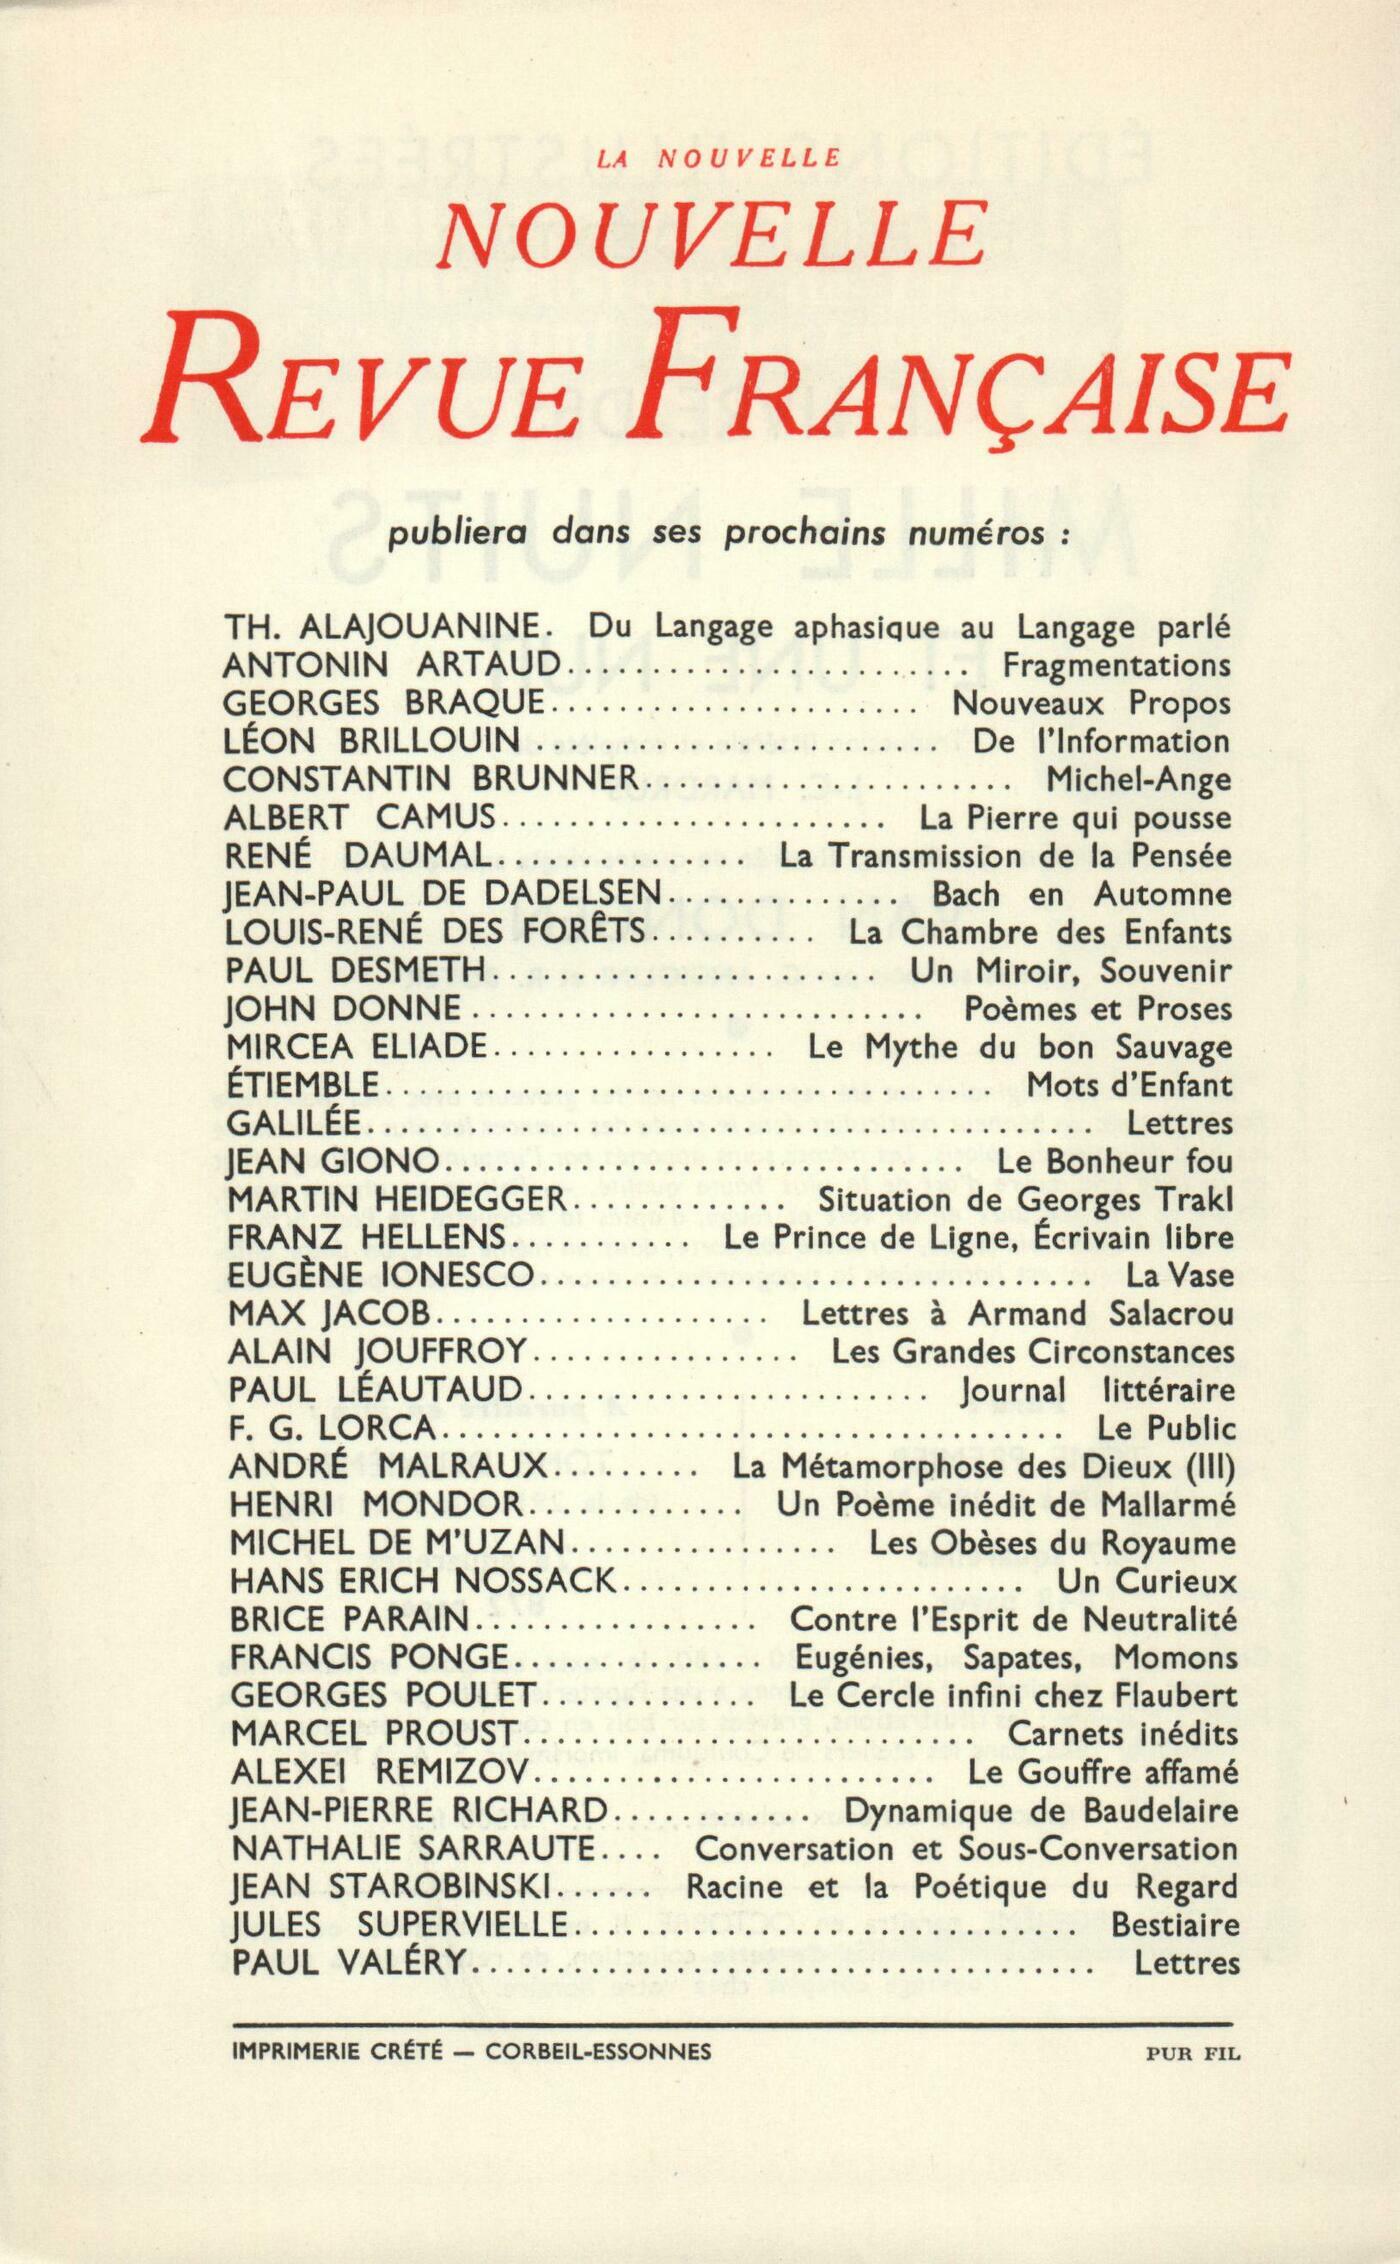 LA NOUVELLE
NOUVELLE
REVUE FRANÇAISE
publiera dans ses prochains numéros :
TH. ALAJOUANINE. Du Langage aphasique au Langage parlé
ANTONIN ARTAUD........................ Fragmentations
GEORGES BRAQUE...................... Nouveaux Propos
LÉON BRILLOUIN ........................ De l'Information
CONSTANTIN BRUNNER...................... Michel-Ange
ALBERT CAMUS....................... La Pierre qui pousse
RENÉ DAUMAL............... La Transmission de la Pensée
JEAN-PAUL DE DADELSEN.............. Bach en Automne
LOUIS-RENÉ DES FORÊTS.......... La Chambre des Enfants
PAUL DESMETH....................... Un Miroir, Souvenir
JOHN DONNE ........................... Poèmes et Proses
MIRCEA ELIADE................. Le Mythe du bon Sauvage
ÉTIEMBLE.................................... Mots d'Enfant
GALILÉE........................................... Lettres
JEAN GIONO............................... Le Bonheur fou
MARTIN HEIDEGGER............. Situation de Georges Trakl
FRANZ HELLENS........... Le Prince de Ligne, Écrivain libre
EUGÈNE IONESCO................................. La Vase
MAX JACOB.................... Lettres à Armand Salacrou
ALAIN JOUFFROY................ Les Grandes Circonstances
PAUL LÉAUTAUD........................ Journal littéraire
F. G. LORCA..................................... Le Public
ANDRÉ MALRAUX......... La Métamorphose des Dieux (III)
HENRI MONDOR............. Un Poème inédit de Mallarmé
MICHEL DE M'UZAN................ Les Obèses du Royaume
HANS ERICH NOSSACK........................ Un Curieux
BRICE PARAIN................. Contre l'Esprit de Neutralité
FRANCIS PONGE............... Eugénies, Sapates, Momons
GEORGES POULET............. Le Cercle infini chez Flaubert
MARCEL PROUST........................... Carnets inédits
ALEXEI REMIZOV........................ Le Gouffre affamé
JEAN-PIERRE RICHARD............ Dynamique de Baudelaire
NATHALIE SARRAUTE.... Conversation et Sous-Conversation
JEAN STAROBINSKI...... Racine et la Poétique du Regard
JULES SUPERVIELLE.............................. Bestiaire
PAUL VALÉRY..................................... Lettres
IMPRIMERIE CRÉTÉ — CORBEIL-ESSONNES PUR FIL